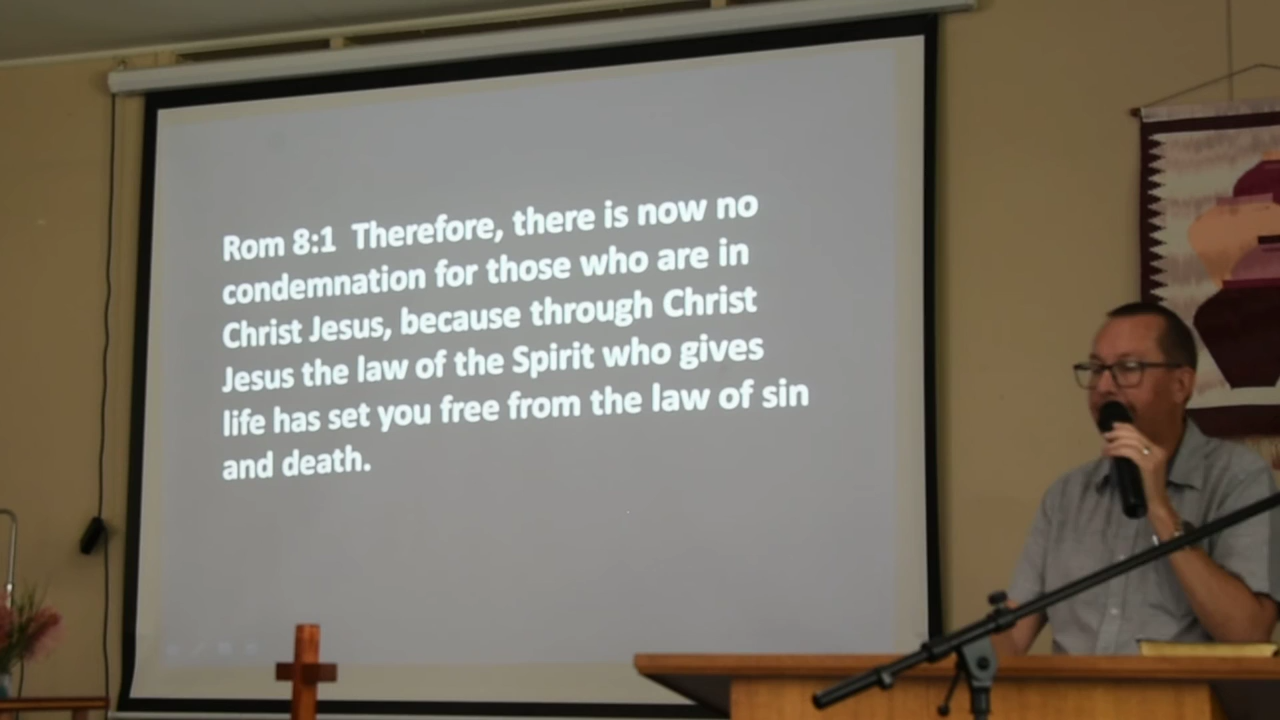 Rom 8:1 Therefore, there is now no
condemnation for those who are in
Christ Jesus, because through Christ
Jesus the law of the Spirit who gives
life has set you free from the law of sin
and death.